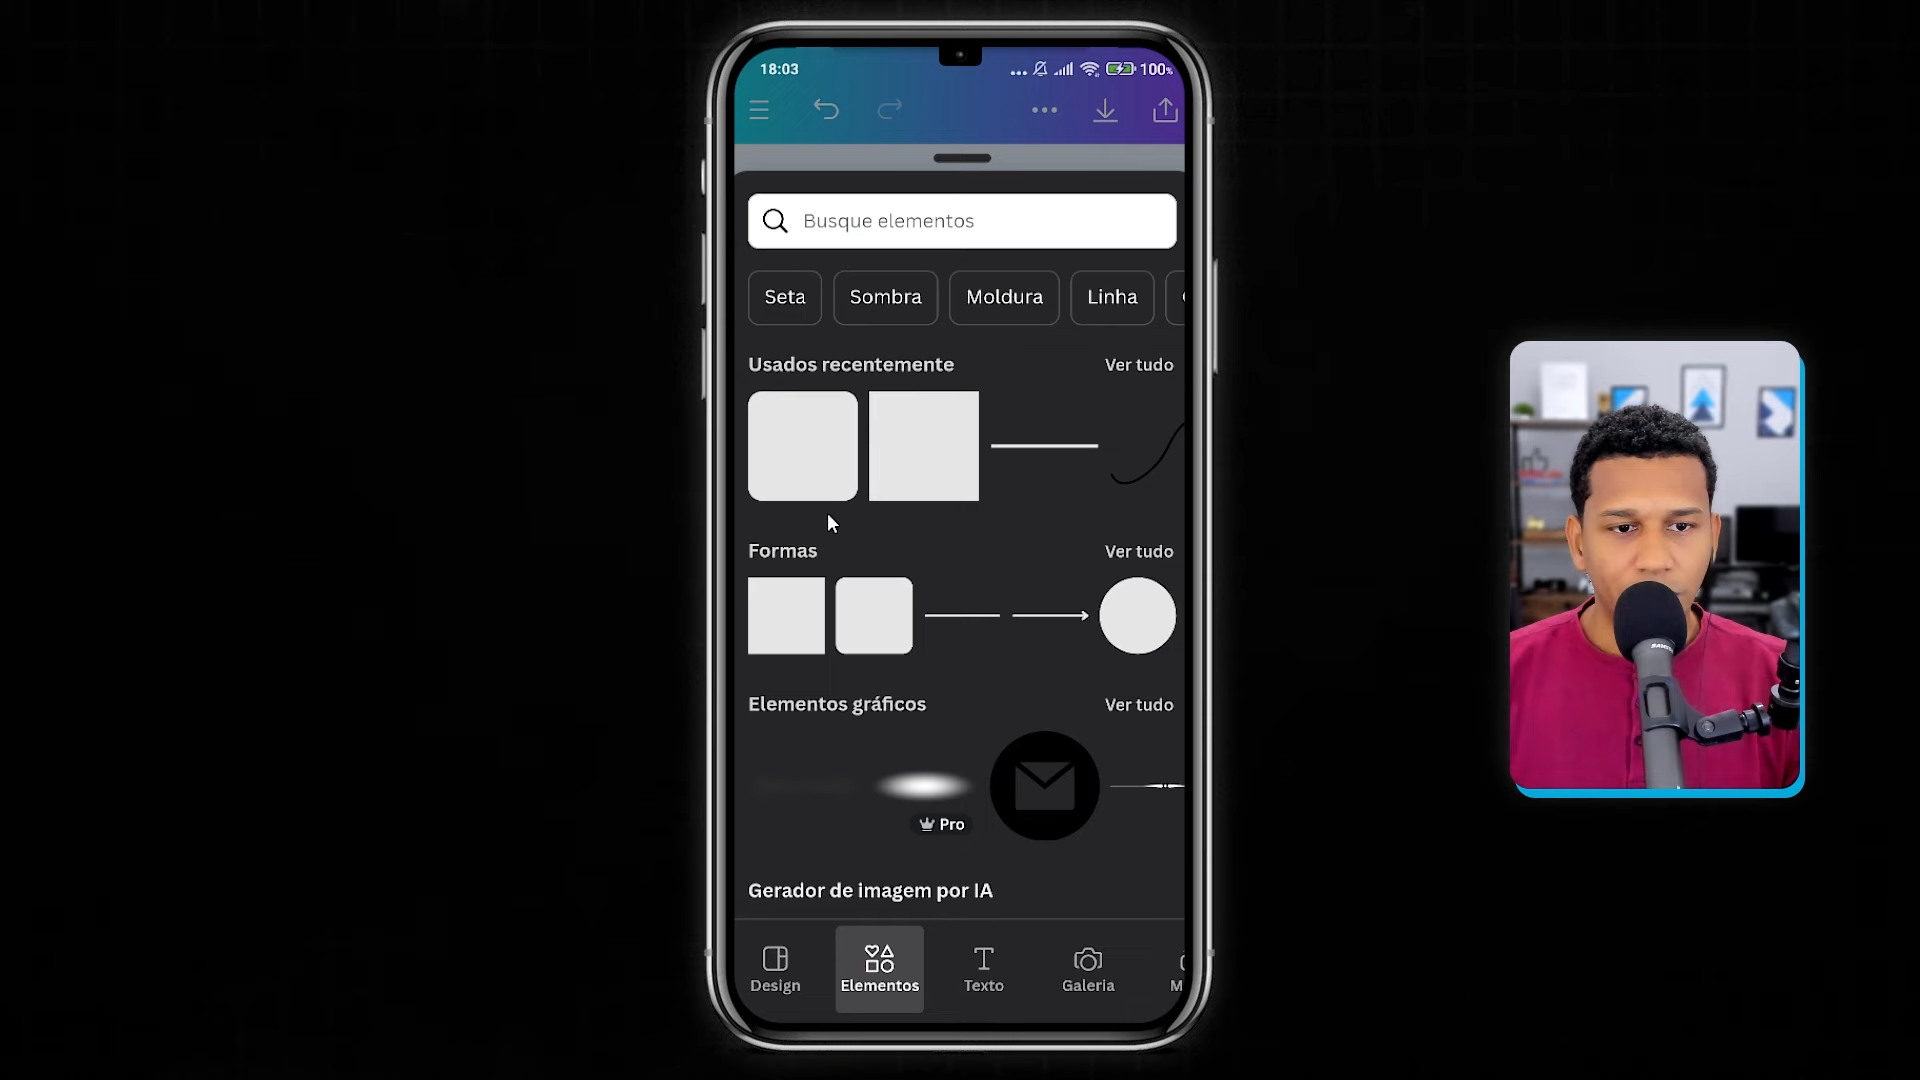 18:03
100%
Busque elementos
Seta
Sombra
Moldura
Linha
Usados recentemente
Ver tudo
Formas
Ver tudo
Elementos gráficos
Ver tudo
Pro
Gerador de imagem por IA
Design
Elementos
Texto
Galeria
M